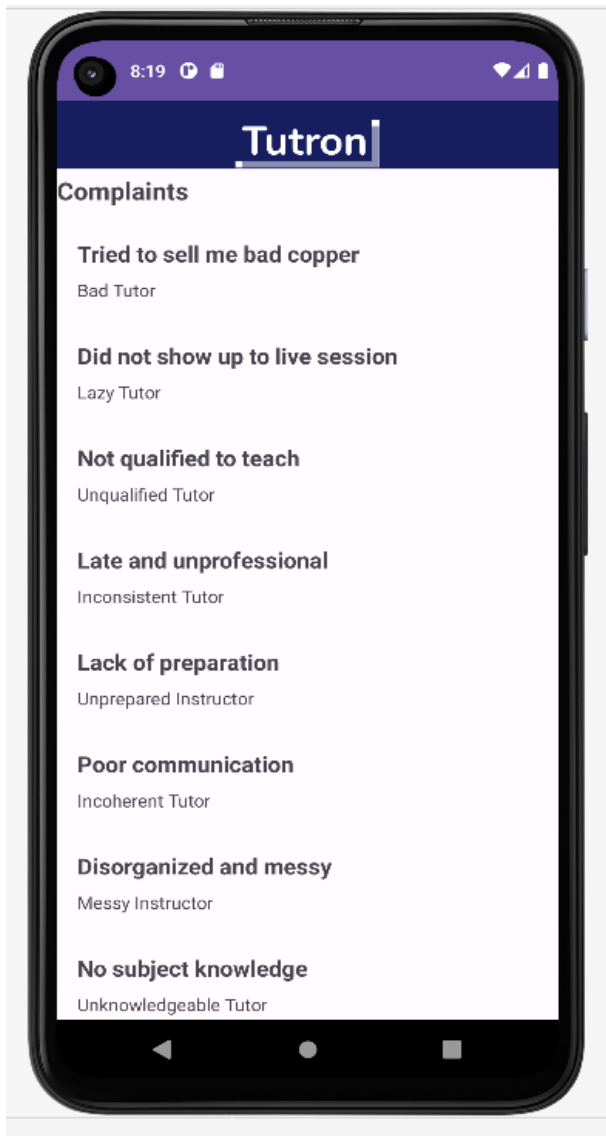 8:19
Tutron
Complaints
Tried to sell me bad copper
Bad Tutor
Did not show up to live session
Lazy Tutor
Not qualified to teach
Unqualified Tutor
Late and unprofessional
Inconsistent Tutor
Lack of preparation
Unprepared Instructor
Poor communication
Incoherent Tutor
Disorganized and messy
Messy Instructor
No subject knowledge
Unknowledgeable Tutor